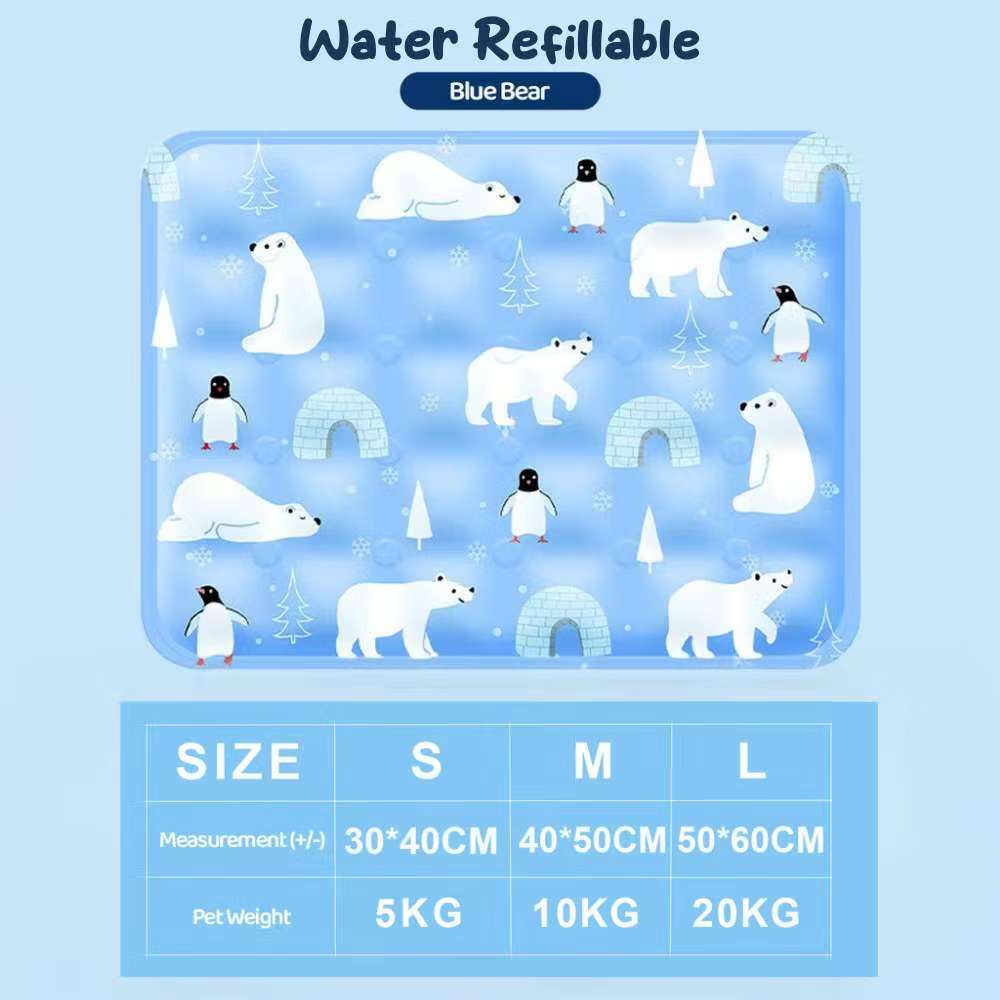 Water Refillable
Blue Bear
SIZE S M L
Measurement (+/-) 30*40CM 40*50CM 50*60CM
Pet Weight 5KG 10KG 20KG